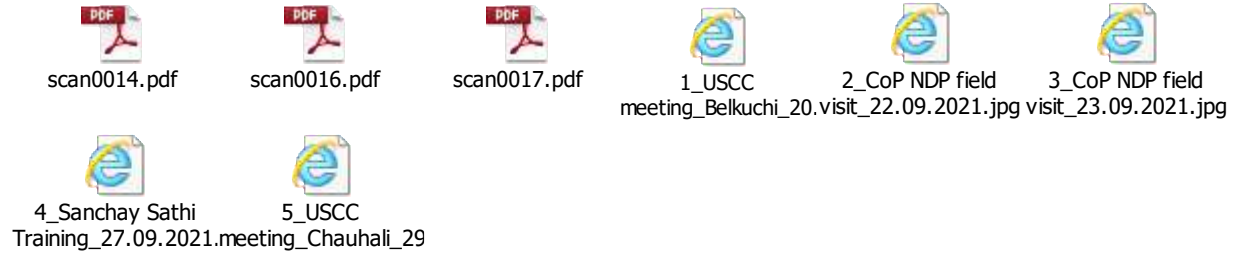 PDF PDF PDF
scan0014.pdf scan0016.pdf scan0017.pdf 1_USCC meeting_Belkuchi_20. 2_CoP NDP field visit_22.09.2021.jpg 3_CoP NDP field visit_23.09.2021.jpg
4_Sanchay Sathi Training_27.09.2021. 5_USCC meeting_Chauhali_29